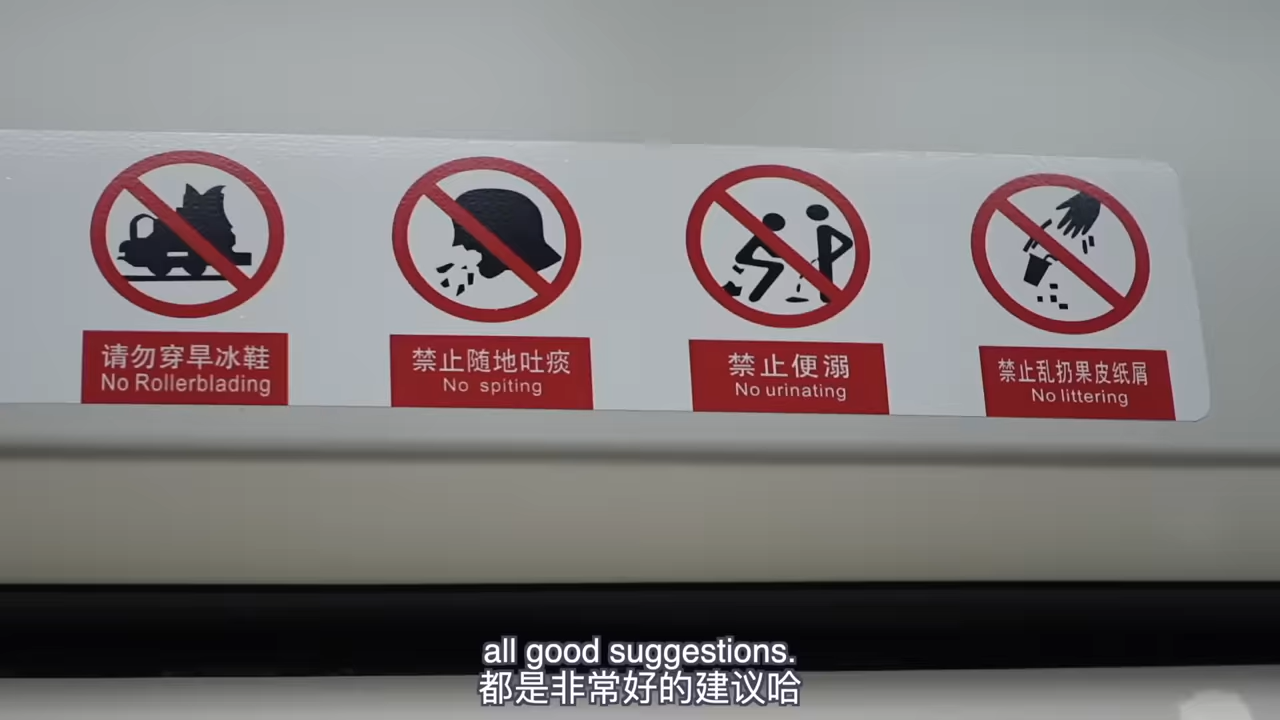 请勿穿旱冰鞋
No Rollerblading
禁止随地吐痰
No spiting
禁止便溺
No urinating
禁止乱扔果皮纸屑
No littering
all good suggestions.
都是非常好的建议哈